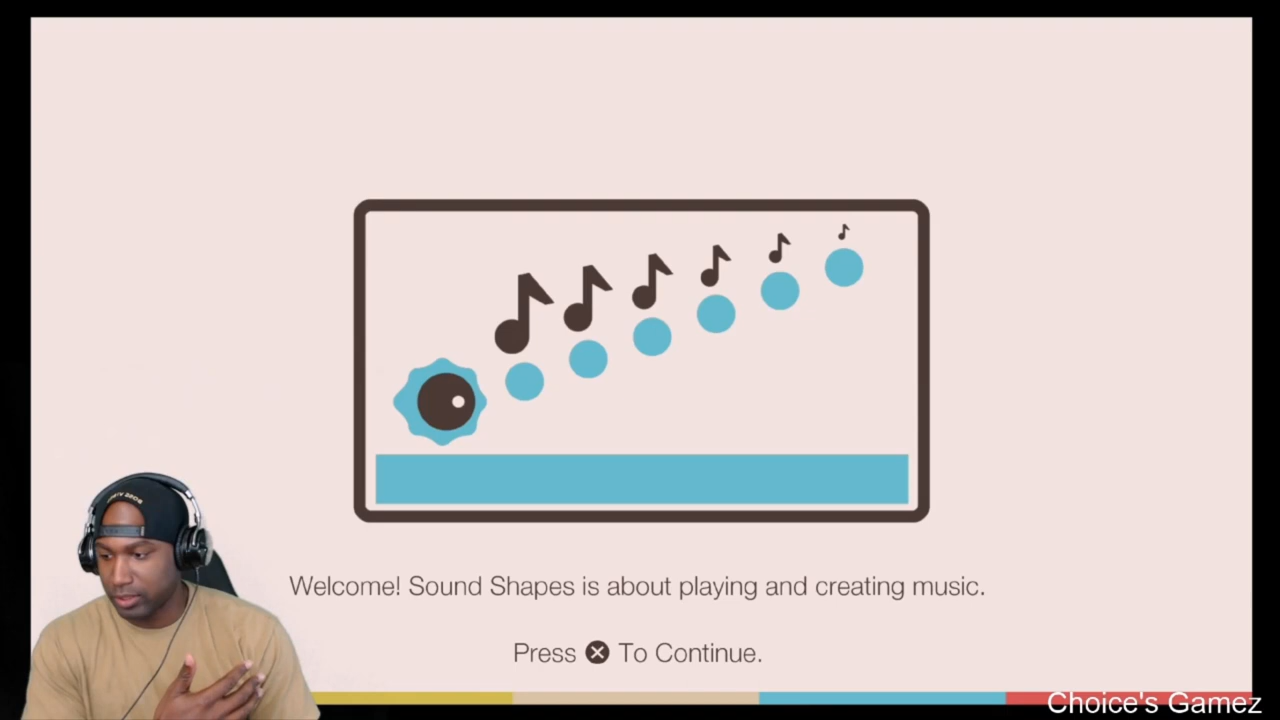 Welcome! Sound Shapes is about playing and creating music.
Press To Continue.
Choice's Gamez